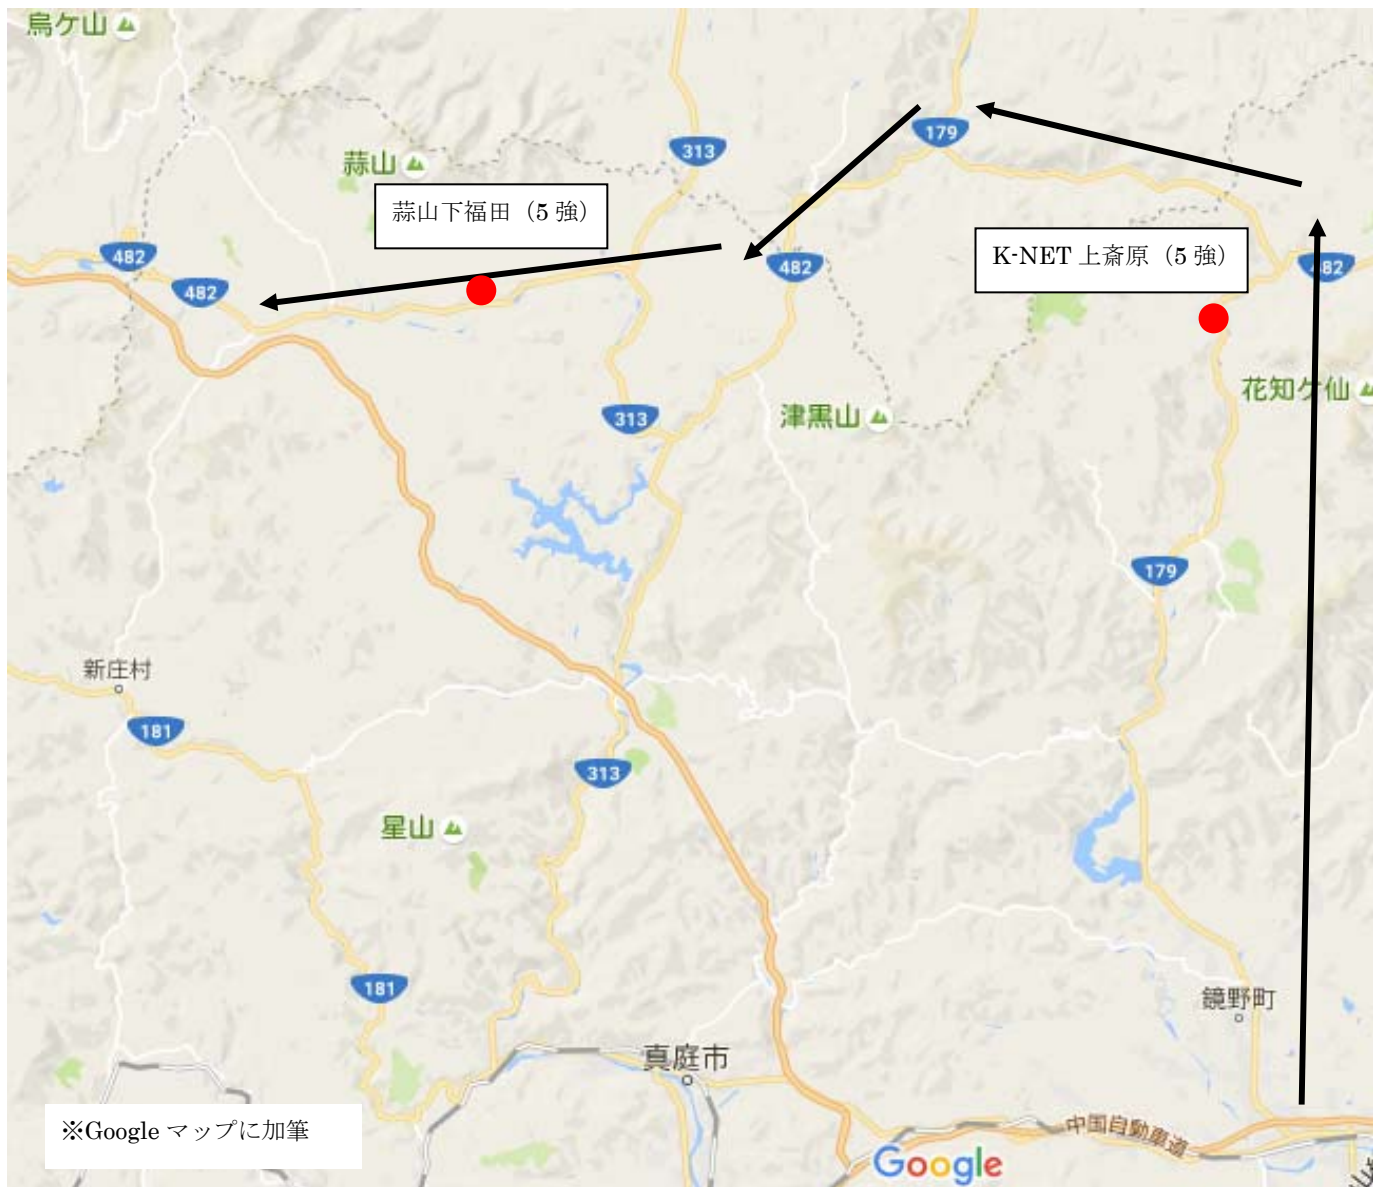 烏ケ山
179
313
蒜山
蒜山下福田（5 強）
K-NET 上斎原（5 強）
482
482
482
482
花知ケ仙
313
津黒山
179
新庄村
181
313
星山
181
鏡野町
真庭市
※Google マップに加筆
中国自動車道
Google